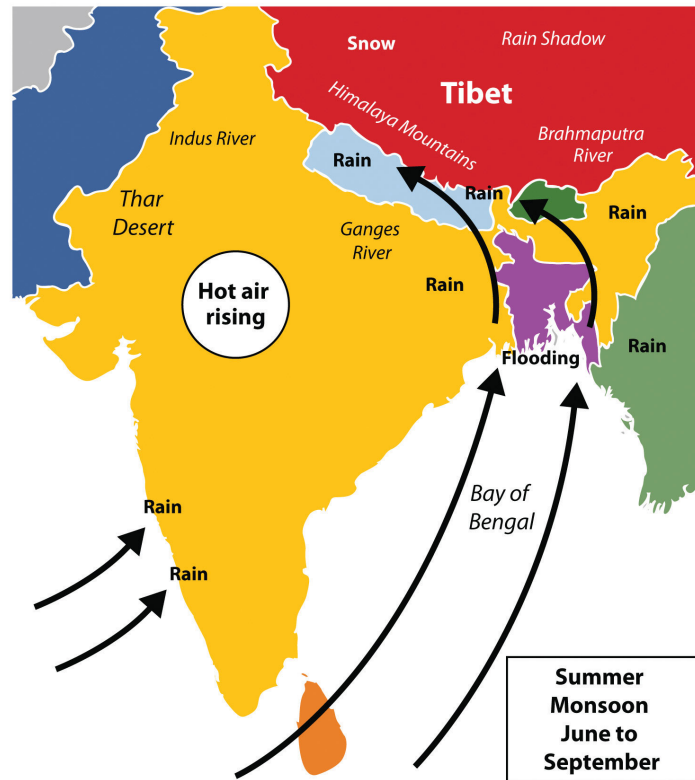 Snow
Rain Shadow
Tibet
Himalaya Mountains
Indus River
Brahmaputra
River
Rain
Rain
Rain
Thar
Desert
Ganges
River
Hot air
rising
Rain
Flooding
Rain
Bay of
Bengal
Rain
Rain
Summer
Monsoon
June to
September